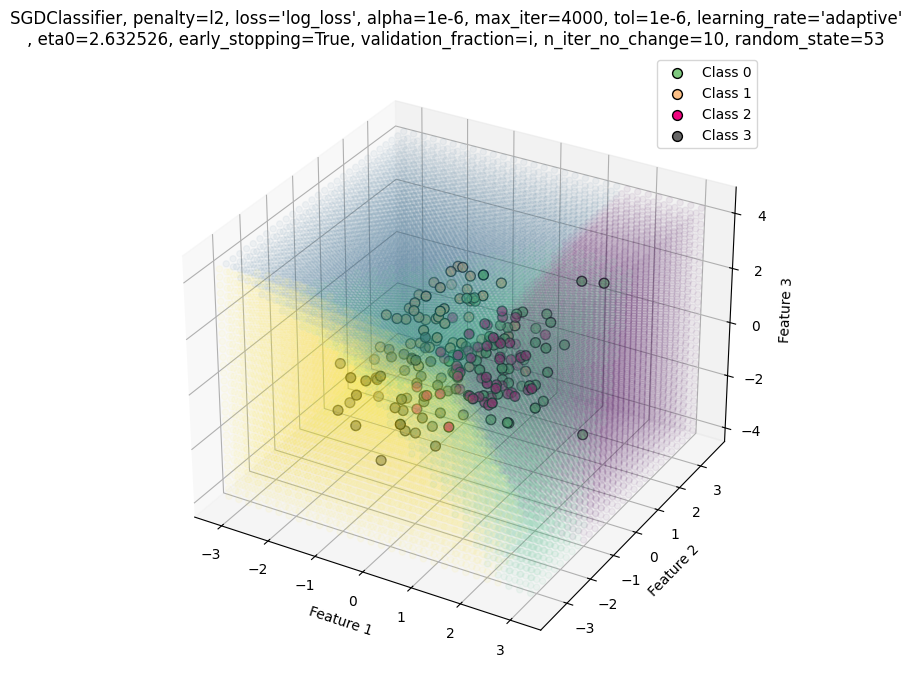 SGDClassifier, penalty=l2, loss='log_loss', alpha=1e-6, max_iter=4000, tol=1e-6, learning_rate='adaptive'
, eta0=2.632526, early_stopping=True, validation_fraction=i, n_iter_no_change=10, random_state=53
Class 0
Class 1
Class 2
Class 3
4
2
0
−2
−4
Feature 3
3
2
1
0
−1
−2
−3
Feature 2
−3
−2
−1
0
1
2
3
Feature 1